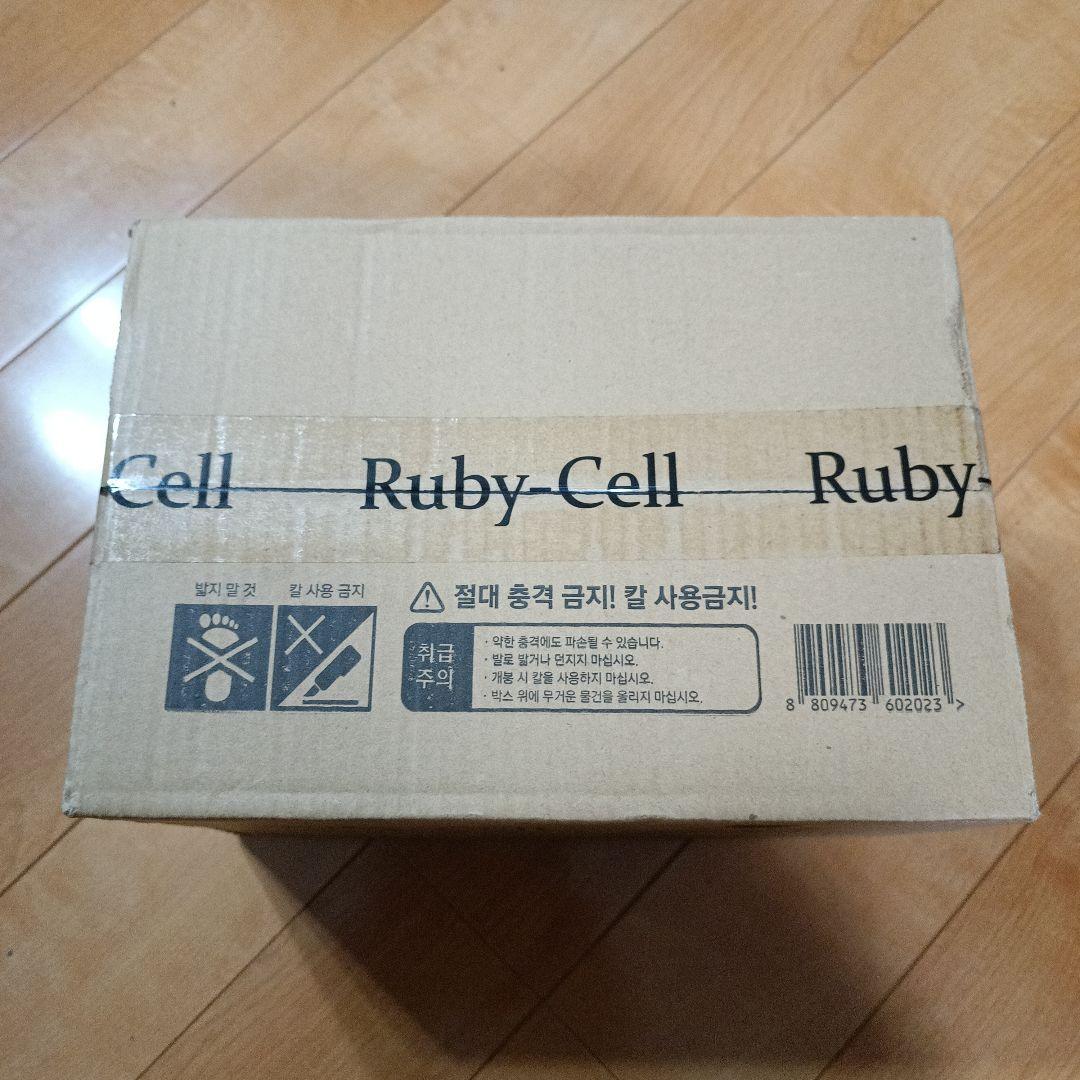 Cell Ruby-Cell Ruby-
밟지 말 것 칼 사용 금지
⚠ 절대 충격 금지! 칼 사용금지!
취급
주의
· 약한 충격에도 파손될 수 있습니다.
· 발로 밟거나 던지지 마십시오.
· 개봉 시 칼을 사용하지 마십시오.
· 박스 위에 무거운 물건을 올리지 마십시오.
8 809473 602023 >